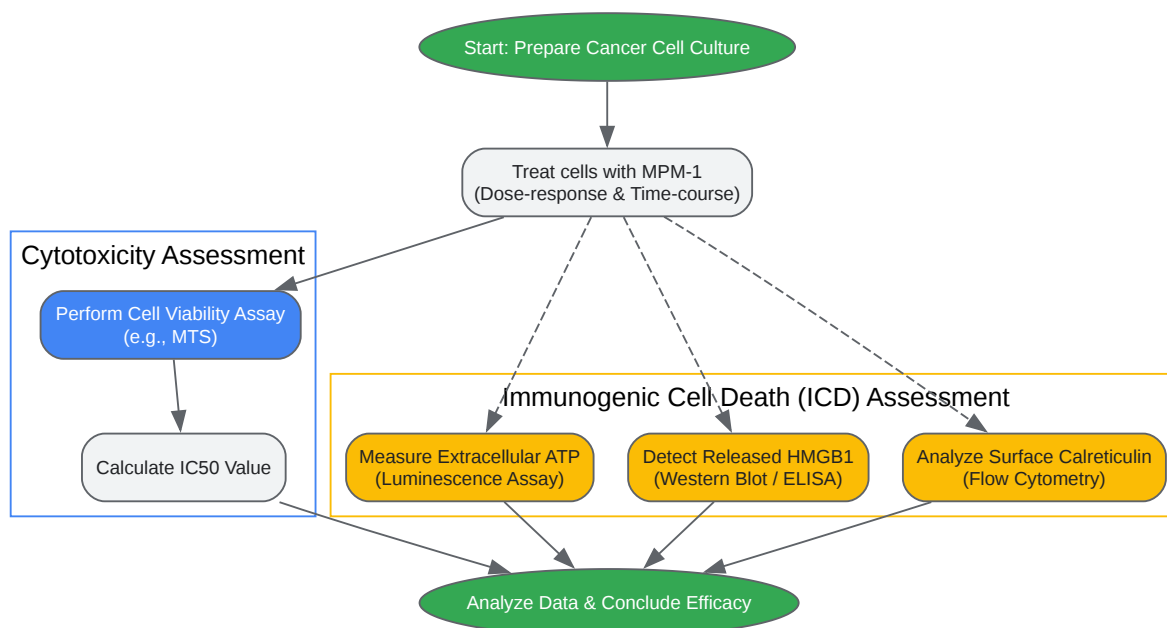 Start: Prepare Cancer Cell Culture
Treat cells with MPM-1
(Dose-response & Time-course)
Cytotoxicity Assessment
Perform Cell Viability Assay
(e.g., MTS)
Calculate IC50 Value
Immunogenic Cell Death (ICD) Assessment
Measure Extracellular ATP
(Luminescence Assay)
Detect Released HMGB1
(Western Blot / ELISA)
Analyze Surface Calreticulin
(Flow Cytometry)
Analyze Data & Conclude Efficacy